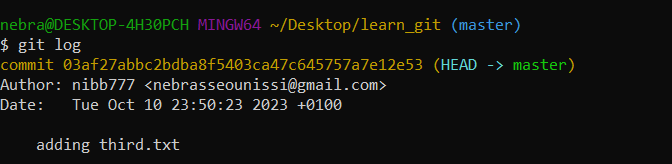 nebra@DESKTOP-4H30PCH MINGW64 ~/Desktop/learn_git (master)
$ git log
commit 03af27abbc2bdba8f5403ca47c645757a7e12e53 (HEAD -> master)
Author: nibb777 <nebrasseounissi@gmail.com>
Date:   Tue Oct 10 23:50:23 2023 +0100
    adding third.txt